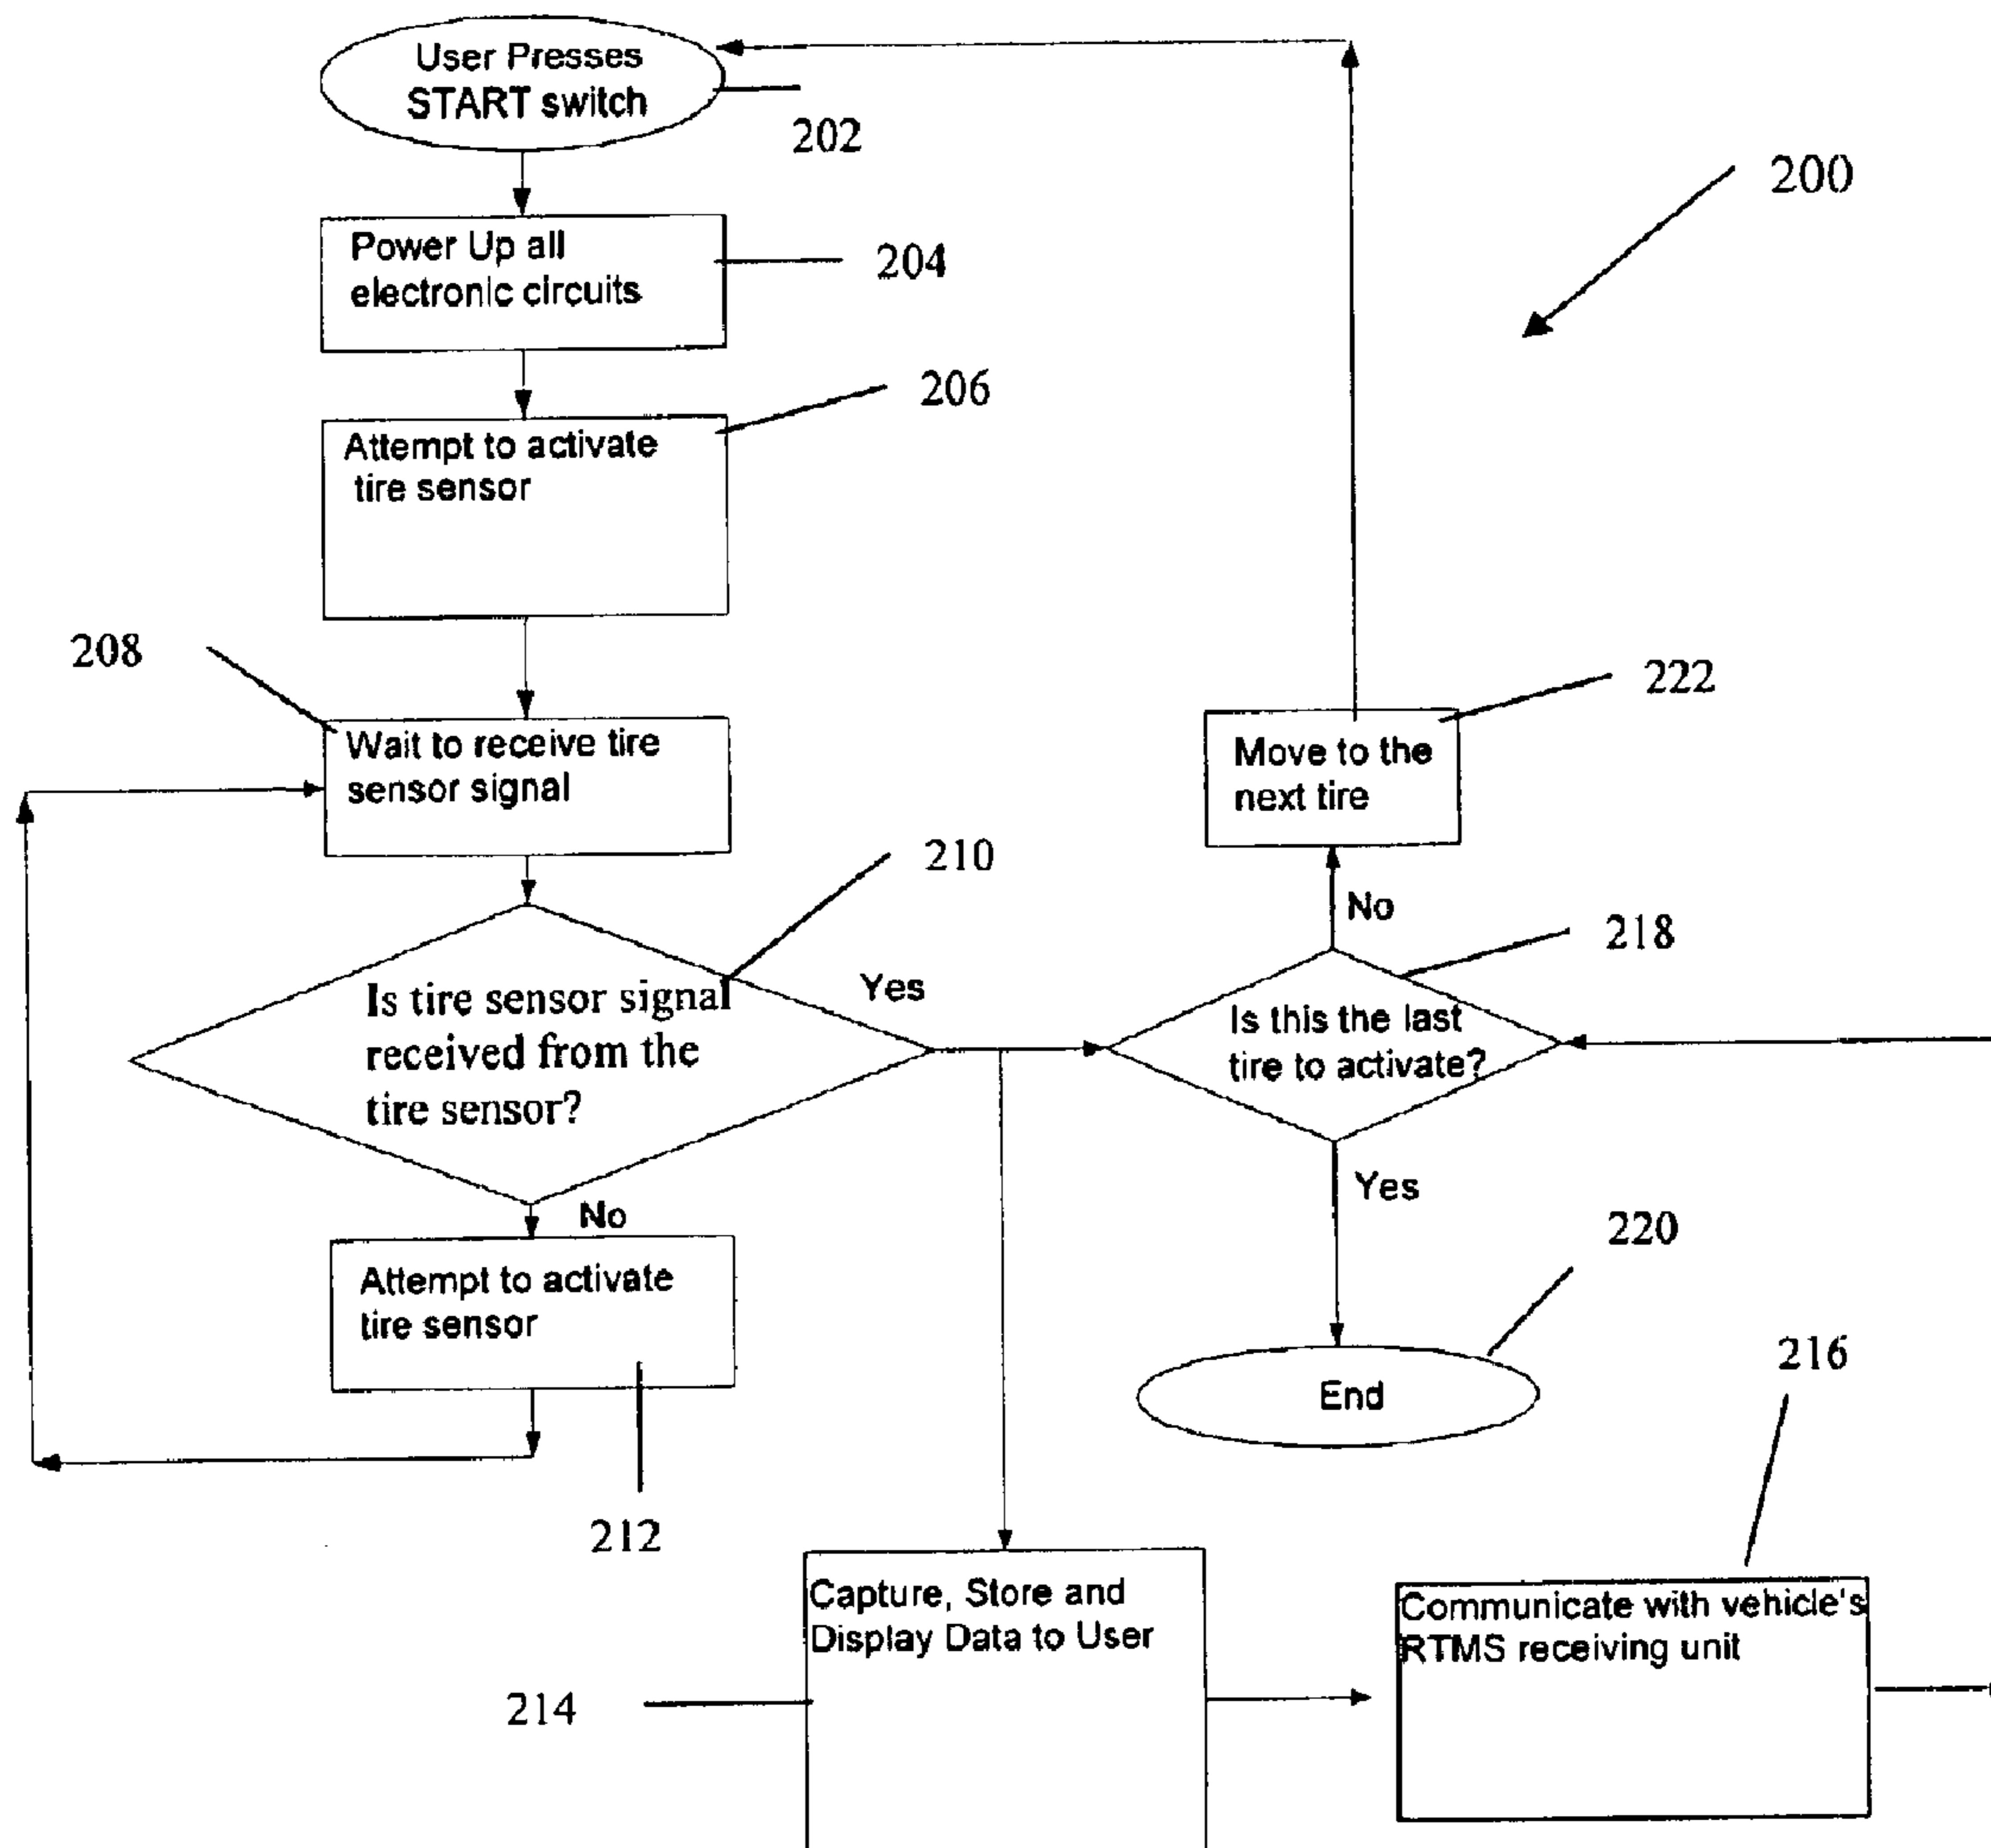 User Presses
START switch
202
200
Power Up all
electronic circuits
204
206
Attempt to activate
tire sensor
208
Wait to receive tire
sensor signal
222
Move to the
next tire
210
No
218
Is tire sensor signal
received from the
tire sensor?
Yes
Is this the last
tire to activate?
Yes
No
220
Attempt to activate
tire sensor
End
216
212
Capture, Store and
Display Data to User
Communicate with vehicle's
RTMS receiving unit
214